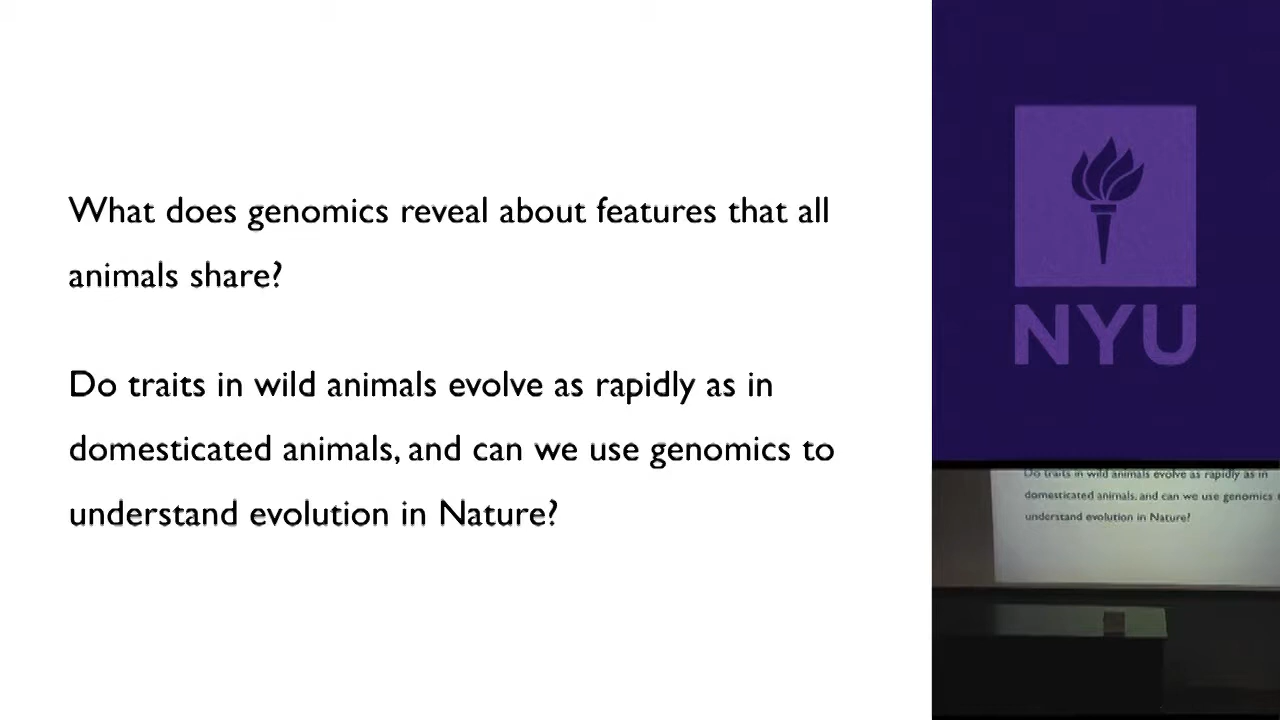 What does genomics reveal about features that all
animals share?
Do traits in wild animals evolve as rapidly as in
domesticated animals, and can we use genomics to
understand evolution in Nature?
NYU
Do traits in wild animals evolve as rapidly as in
domesticated animals, and can we use genomics
understand evolution in Nature?